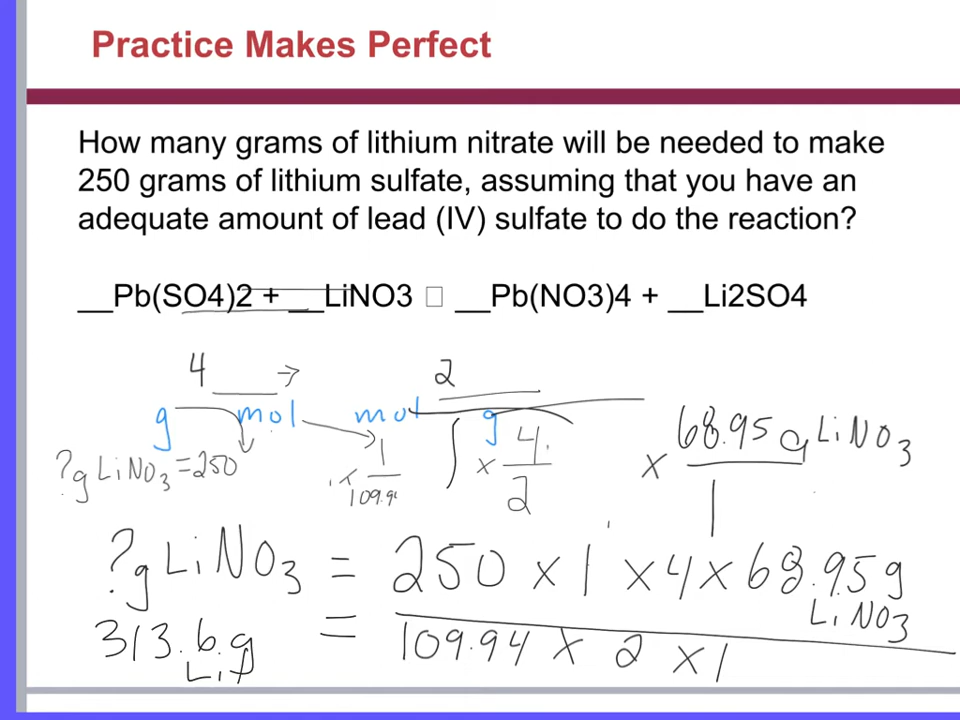 Practice Makes Perfect
How many grams of lithium nitrate will be needed to make
250 grams of lithium sulfate, assuming that you have an
adequate amount of lead (IV) sulfate to do the reaction?
__Pb(SO4)2 + __LiNO3 □ __Pb(NO3)4 + __Li2SO4
4 → 2
g mol mol g
?g LiNO3 = 250 × 1/109.94 × 4/2 × 68.95 g LiNO3/1
?g LiNO3 = 250 × 1 × 4 × 68.95 g LiNO3
313.6 g = 109.94 × 2 × 1